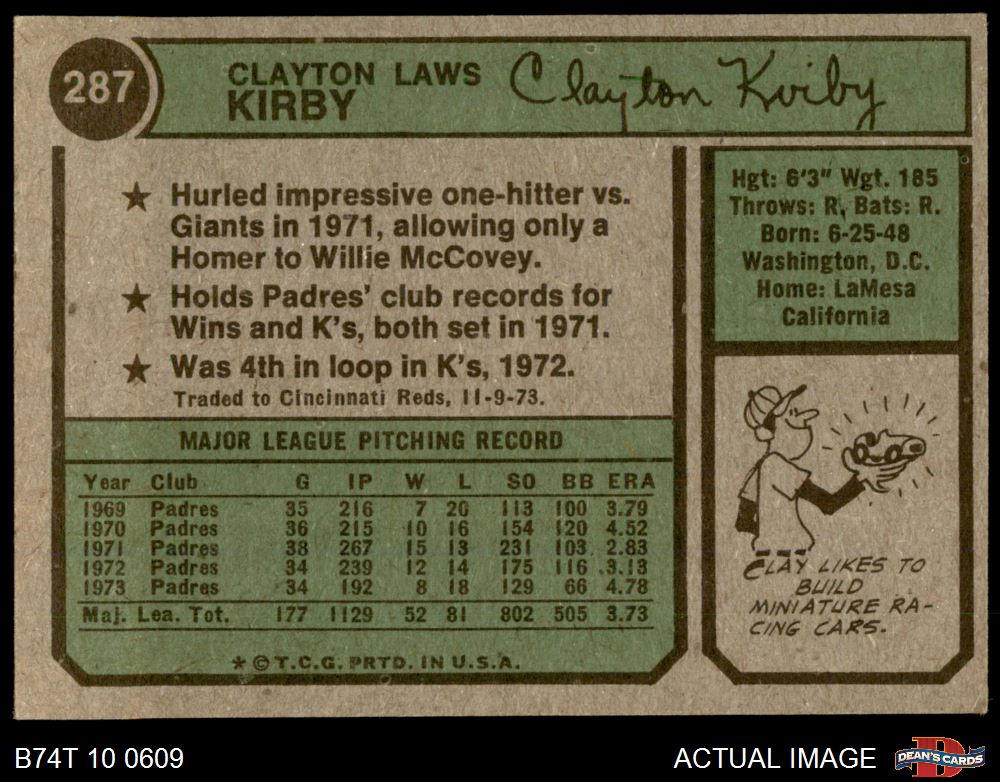 287
CLAYTON LAWS
KIRBY
Clayton Kirby
★ Hurled impressive one-hitter vs.
Giants in 1971, allowing only a
Homer to Willie McCovey.
★ Holds Padres' club records for
Wins and K's, both set in 1971.
★ Was 4th in loop in K's, 1972.
Traded to Cincinnati Reds, 11-9-73.
MAJOR LEAGUE PITCHING RECORD
Year Club G IP W L SO BB ERA
1969 Padres 35 216 7 20 113 100 3.79
1970 Padres 36 215 10 16 154 120 4.52
1971 Padres 38 267 15 13 231 103 2.83
1972 Padres 34 239 12 14 175 116 3.13
1973 Padres 34 192 8 18 129 66 4.78
Maj. Lea. Tot. 177 1129 52 81 802 505 3.73
* © T.C.G. PRTD. IN U.S.A.
Hgt: 6'3" Wgt. 185
Throws: R, Bats: R.
Born: 6-25-48
Washington, D.C.
Home: LaMesa
California
CLAY LIKES TO
BUILD
MINIATURE RA-
CING CARS.
B74T 10 0609
ACTUAL IMAGE
D
DEAN'S CARDS